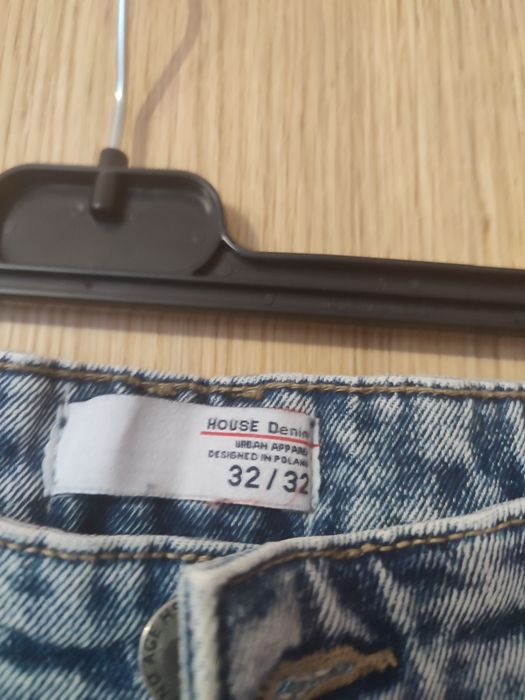 HOUSE Denim
URBAN APPAREL
DESIGNED IN POLAND
32/32